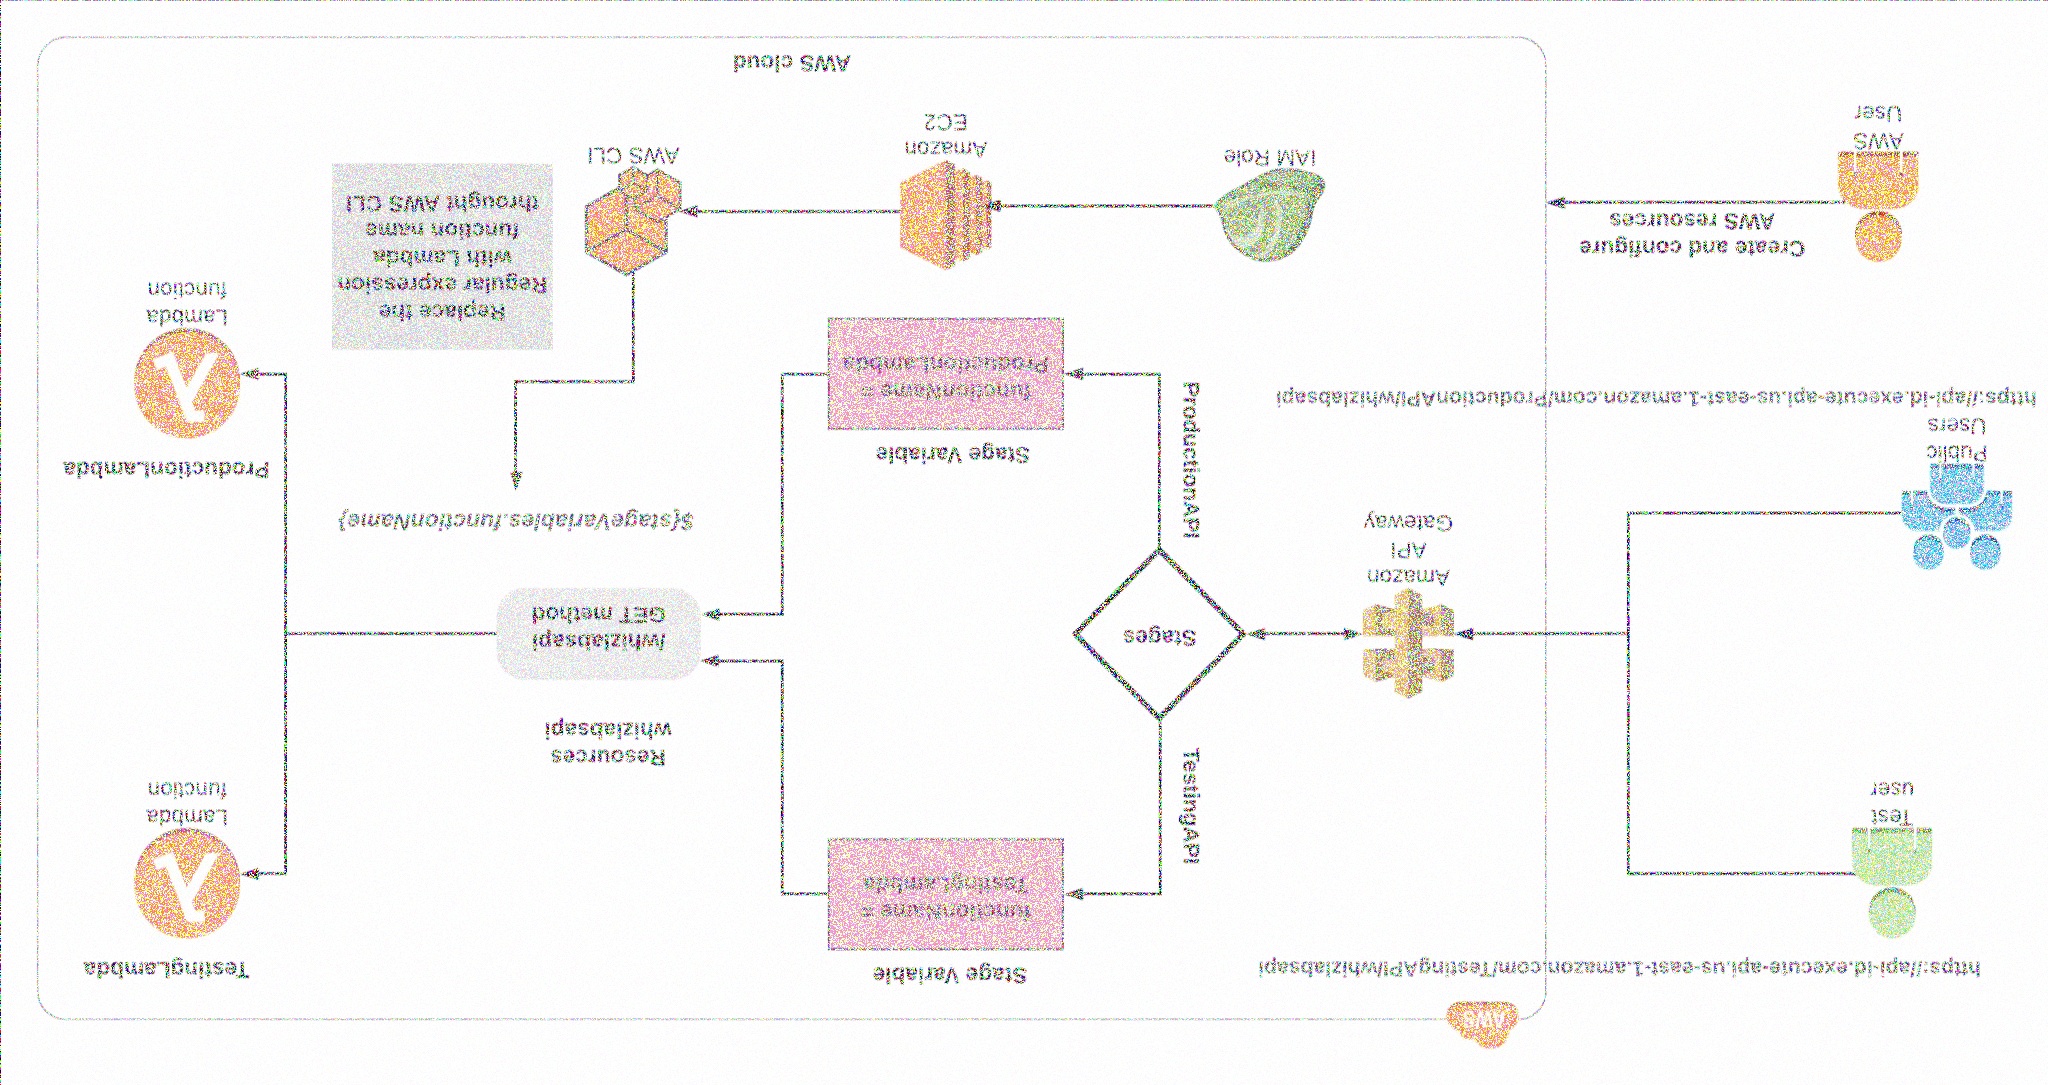 AWS
https://api-id.execute-api.us-east-1.amazon.com/TestingAPI/whizlabsapi
Test
user
https://api-id.execute-api.us-east-1.amazon.com/ProductionAPI/whizlabsapi
Public
Users
Create and configure
AWS resources
AWS
User
Amazon
API
Gateway
Stages
TestingAPI
ProductionAPI
Stage Variable
functionName =
TestingLambda
Stage Variable
functionName =
ProductionLambda
Resources
whizlabsapi
/whizlabsapi
GET method
${stageVariables.functionName}
TestingLambda
Lambda
function
ProductionLambda
Lambda
function
IAM Role
Amazon
EC2
AWS CLI
Replace the
Regular expression
with Lambda
function name
throught AWS CLI
AWS cloud